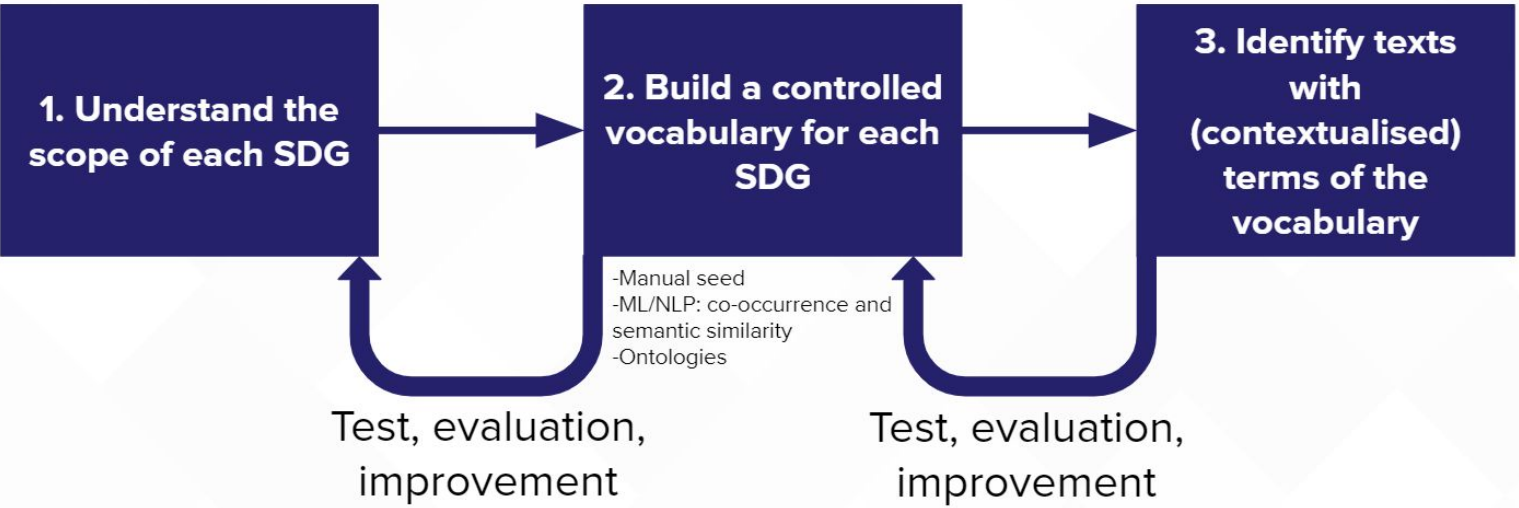 1. Understand the
scope of each SDG
2. Build a controlled
vocabulary for each
SDG
3. Identify texts
with
(contextualised)
terms of the
vocabulary
-Manual seed
-ML/NLP: co-occurrence and
semantic similarity
-Ontologies
Test, evaluation,
improvement
Test, evaluation,
improvement